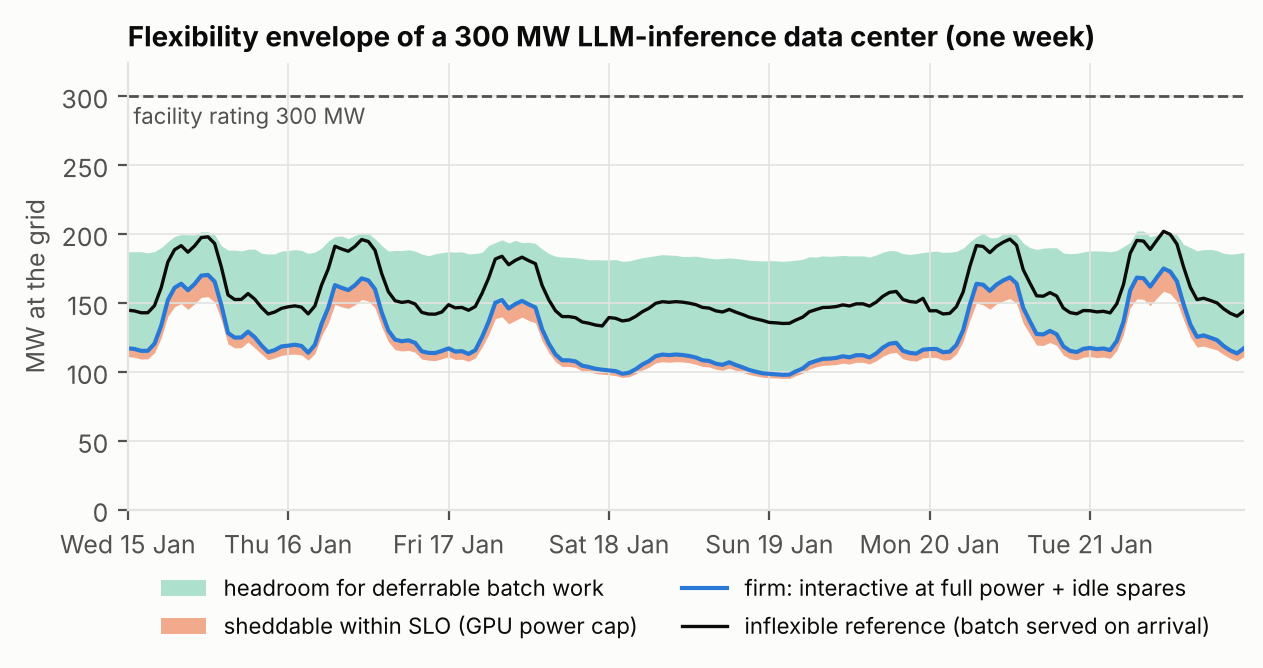 Flexibility envelope of a 300 MW LLM-inference data center (one week)
MW at the grid
300
250
200
150
100
50
0
facility rating 300 MW
Wed 15 Jan
Thu 16 Jan
Fri 17 Jan
Sat 18 Jan
Sun 19 Jan
Mon 20 Jan
Tue 21 Jan
headroom for deferrable batch work
sheddable within SLO (GPU power cap)
firm: interactive at full power + idle spares
inflexible reference (batch served on arrival)